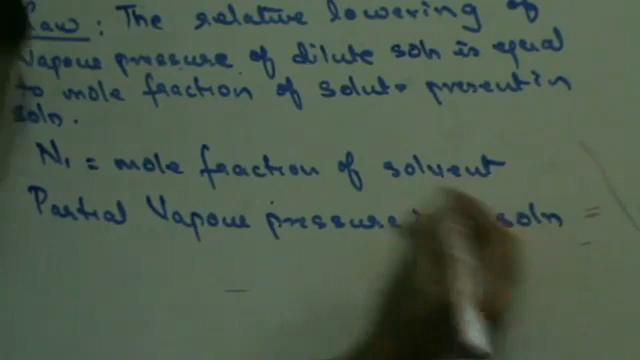 Law: The relative lowering of
Vapour pressure of dilute soln is equal
to mole fraction of solute present in
soln.
N₁ = mole fraction of solvent
Partial Vapour pressure soln =